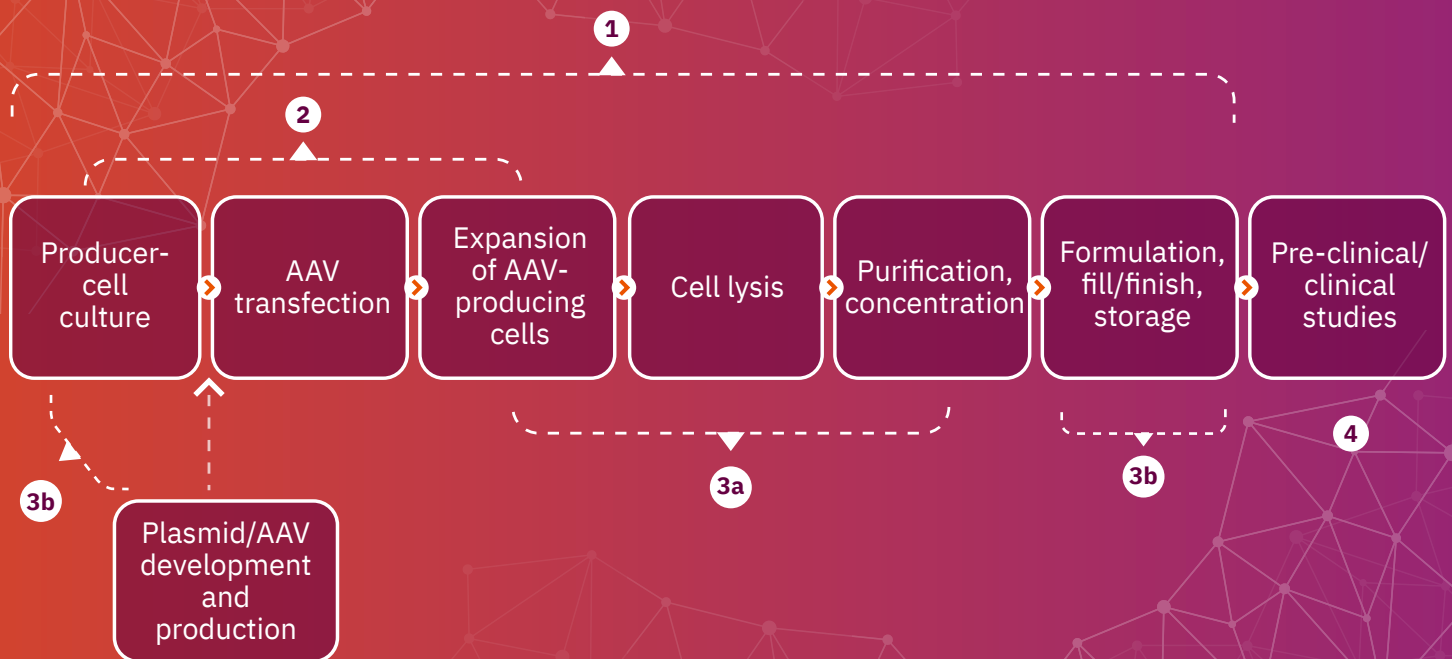 1
2
Producer-
cell
culture
AAV
transfection
Expansion
of AAV-
producing
cells
Cell lysis
Purification,
concentration
Formulation,
fill/finish,
storage
Pre-clinical/
clinical
studies
3b
3a
3b
4
Plasmid/AAV
development
and
production